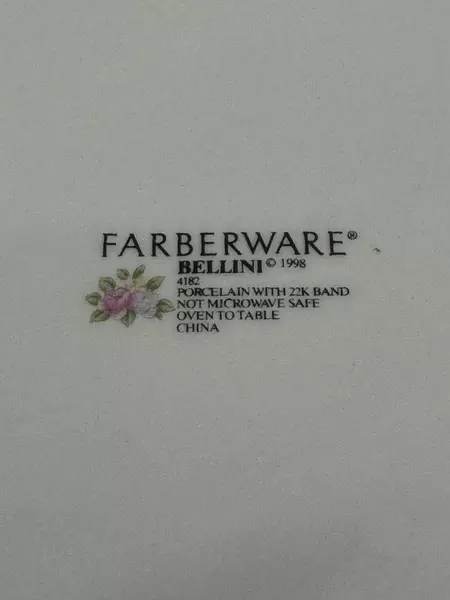 FARBERWARE®
BELLINI © 1998
4182
PORCELAIN WITH 22K BAND
NOT MICROWAVE SAFE
OVEN TO TABLE
CHINA